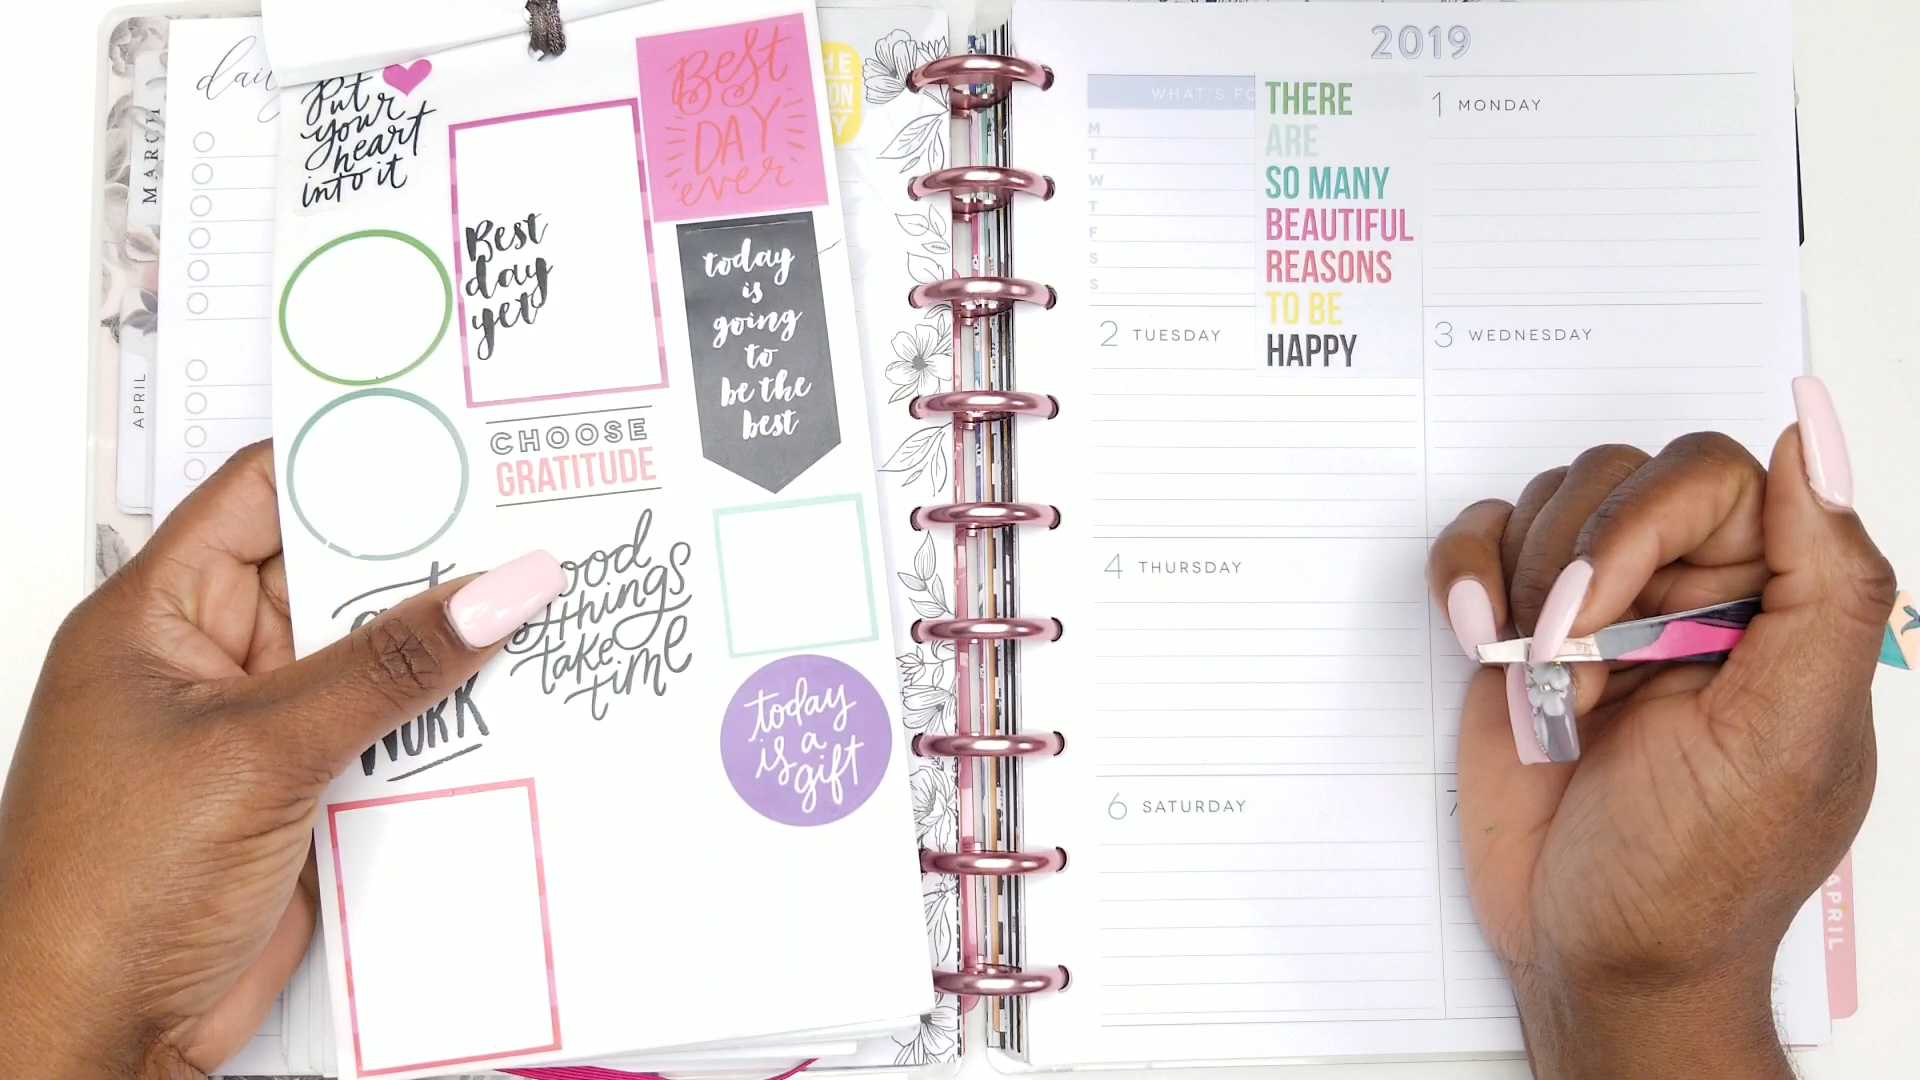 MARCH
APRIL
daily
Put
your
heart
into it
Best
day
yet
Best
DAY
ever
today
is
going
to
be the
best
CHOOSE
GRATITUDE
good
things
take
time
WORK
today
is a
gift
2019
WHAT'S FO
M
T
W
T
F
S
S
THERE
ARE
SO MANY
BEAUTIFUL
REASONS
TO BE
HAPPY
1 MONDAY
2 TUESDAY
3 WEDNESDAY
4 THURSDAY
6 SATURDAY
7
APRIL